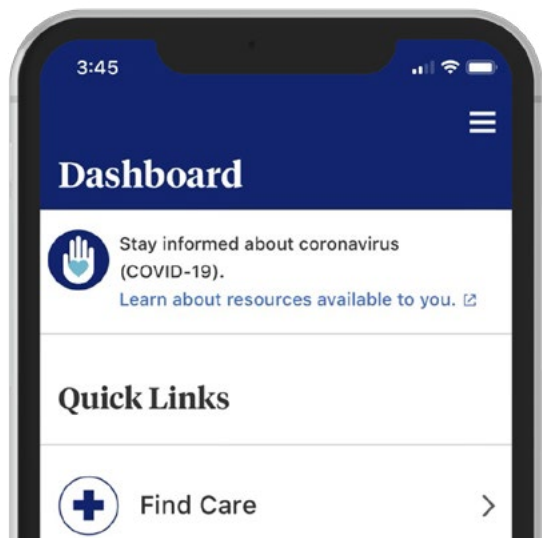 3:45
Dashboard
Stay informed about coronavirus
(COVID-19).
Learn about resources available to you.
Quick Links
Find Care